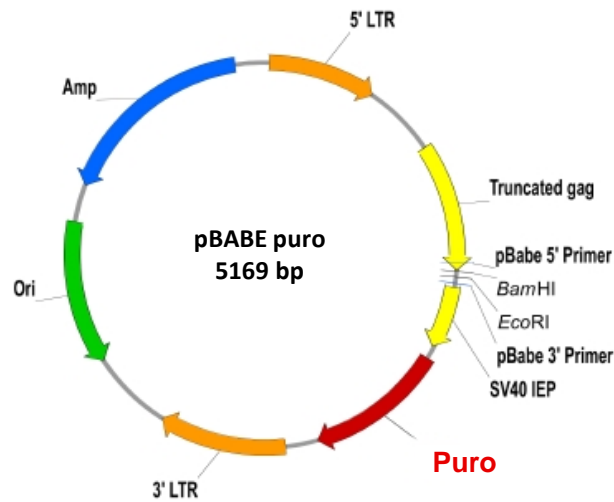 5' LTR
Amp
Truncated gag
pBABE puro
5169 bp
pBabe 5' Primer
BamHI
EcoRI
Ori
pBabe 3' Primer
SV40 IEP
Puro
3' LTR